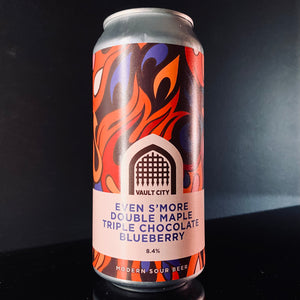 VAULT CITY
EVEN S'MORE
DOUBLE MAPLE
TRIPLE CHOCOLATE
BLUEBERRY
8.4%
MODERN SOUR BEER